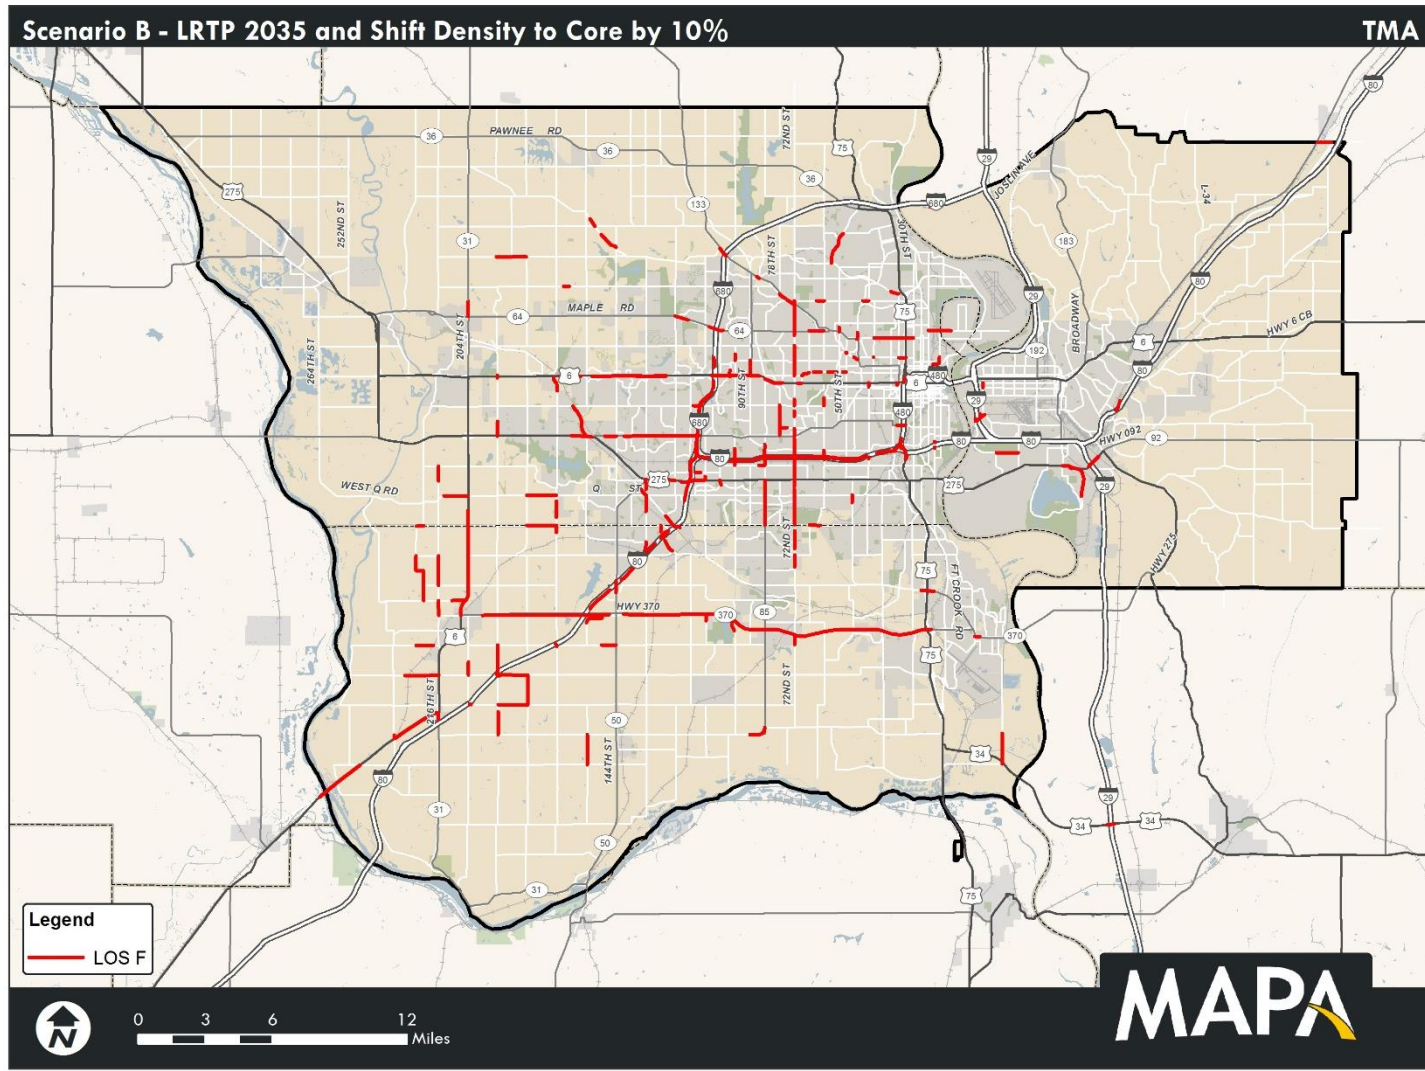 Scenario B - LRTP 2035 and Shift Density to Core by 10%
TMA
80
36
PAWNEE RD
36
72ND ST
75
29
JOSLIN AVE
275
252ND ST
133
36
680
L-34
31
78TH ST
30TH ST
183
680
29
80
64
MAPLE RD
64
75
BROADWAY
HWY 6 CB
264TH ST
204TH ST
192
6
6
90TH ST
50TH ST
480
6
80
680
480
29
80
80
80
HWY 092
92
WEST Q RD
Q ST
275
275
29
72ND ST
80
75
FT CROOK RD
HWY 275
HWY 370
370
85
370
6
75
216TH ST
72ND ST
50
144TH ST
34
80
31
29
34
34
50
31
75
Legend
LOS F
N
0 3 6 12
Miles
MAPA